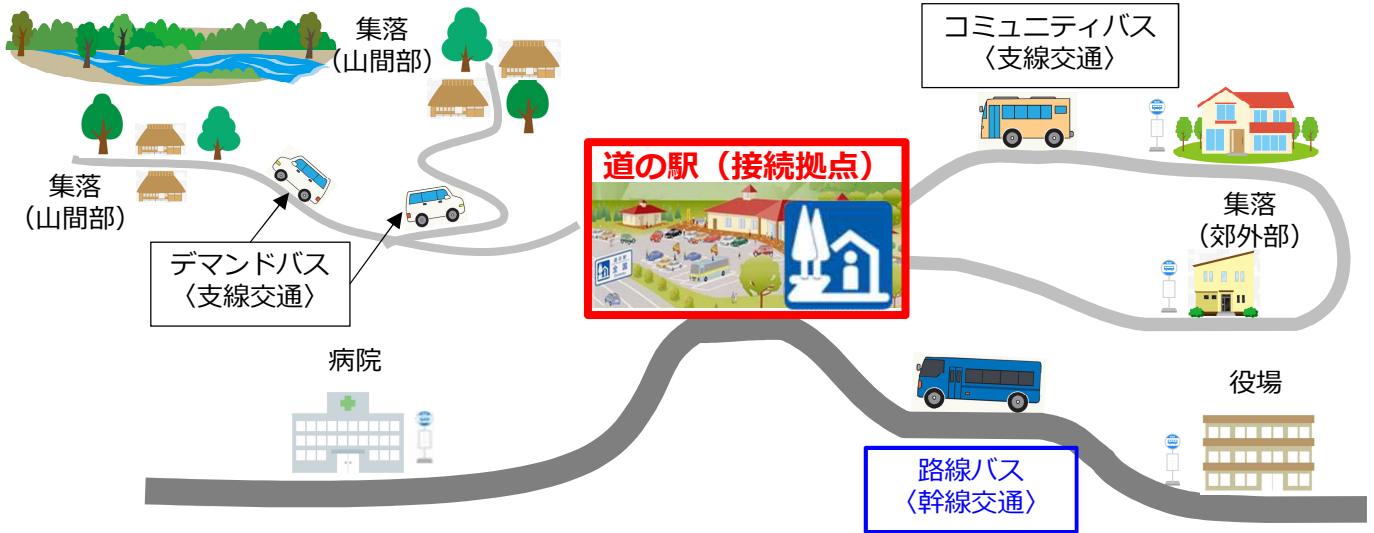 集落
（山間部）
コミュニティバス
〈支線交通〉
道の駅（接続拠点）
集落
（山間部）
集落
（郊外部）
デマンドバス
〈支線交通〉
病院
役場
路線バス
〈幹線交通〉